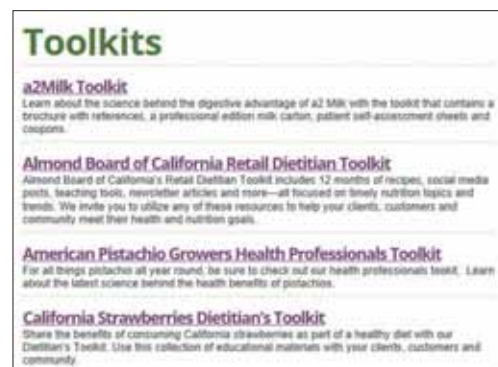 Toolkits
a2Milk Toolkit
Learn about the science behind the digestive advantage of a2 Milk with the toolkit that contains a
brochure with references, a professional edition milk carton, patient self-assessment sheets and
coupons.
Almond Board of California Retail Dietitian Toolkit
Almond Board of California's Retail Dietitian Toolkit includes 12 months of recipes, social media
posts, teaching tools, newsletter articles and more—all focused on timely nutrition topics and
trends. We invite you to utilize any of these resources to help your clients, customers and
community meet their health and nutrition goals.
American Pistachio Growers Health Professionals Toolkit
For all things pistachio all year round, be sure to check out our health professionals toolkit. Learn
about the latest science behind the health benefits of pistachios.
California Strawberries Dietitian's Toolkit
Share the benefits of consuming California strawberries as part of a healthy diet with our
Dietitian's Toolkit. Use this collection of educational materials with your clients, customers and
community.